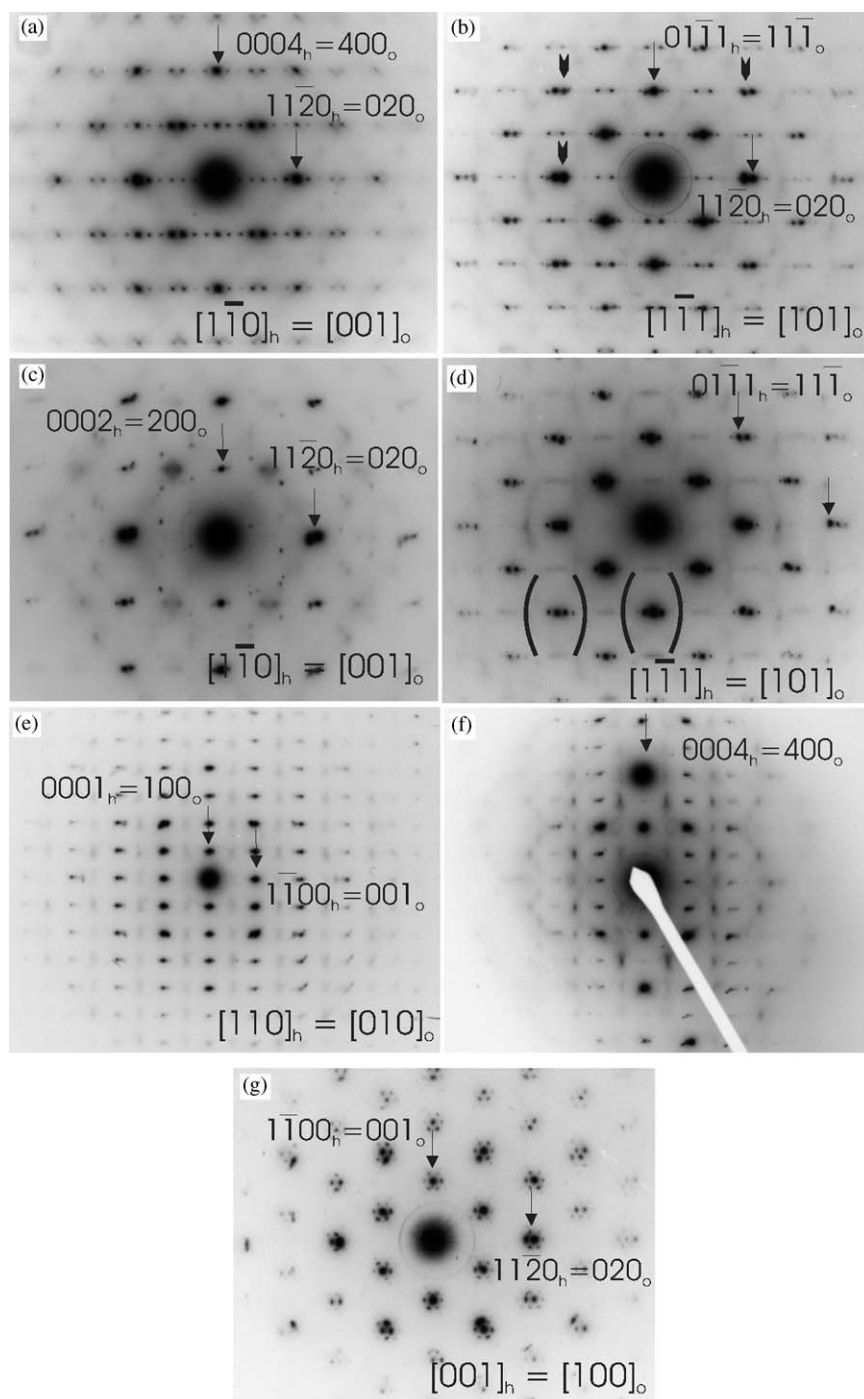 (a)
0004ₕ=400ₒ
112̅0ₕ=020ₒ
[11̅0]ₕ = [001]ₒ
(b)
011̅1ₕ=111̅ₒ
112̅0ₕ=020ₒ
[11̅1]ₕ = [101]ₒ
(c)
0002ₕ=200ₒ
112̅0ₕ=020ₒ
[11̅0]ₕ = [001]ₒ
(d)
011̅1ₕ=111̅ₒ
[11̅1]ₕ = [101]ₒ
(e)
0001ₕ=100ₒ
11̅00ₕ=001ₒ
[110]ₕ = [010]ₒ
(f)
0004ₕ=400ₒ
(g)
11̅00ₕ=001ₒ
112̅0ₕ=020ₒ
[001]ₕ = [100]ₒ